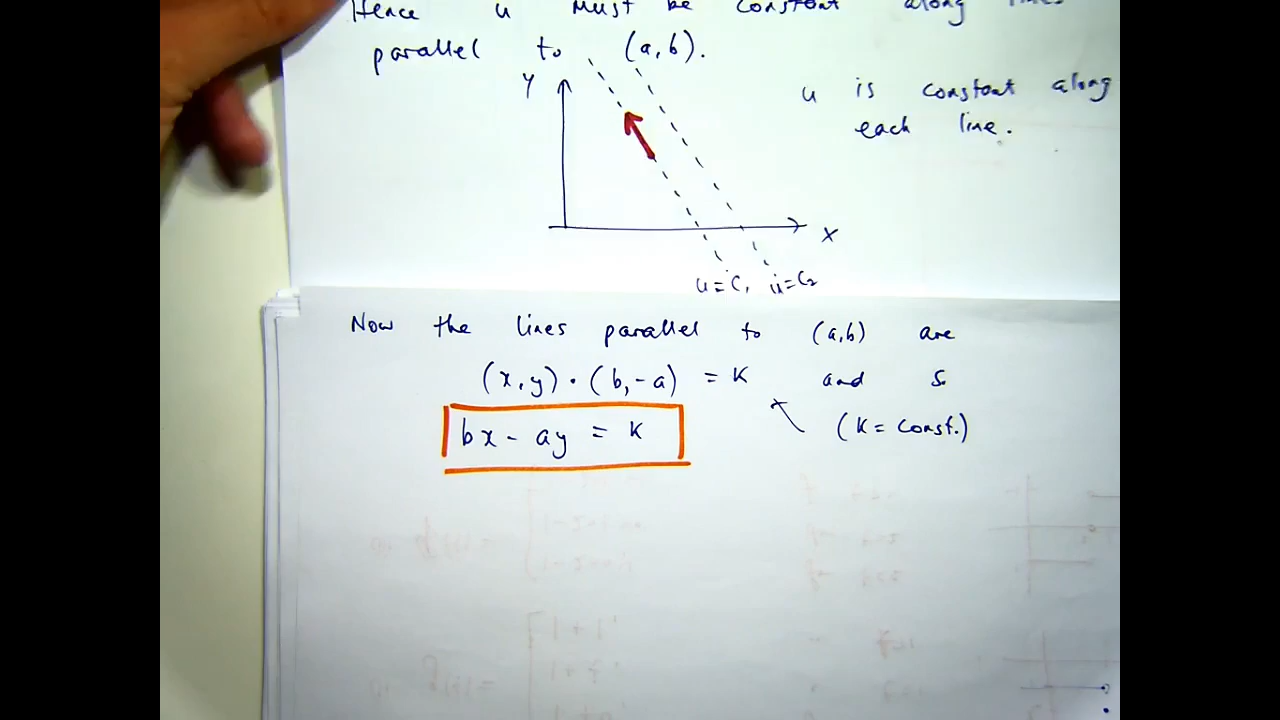 Hence u must be constant along lines
parallel to (a,b).
Y
u is constant along
each line.
x
u=C₁ u=C₂
Now the lines parallel to (a,b) are
(x,y)·(b,-a) = K and so
bx - ay = K
(K = const.)